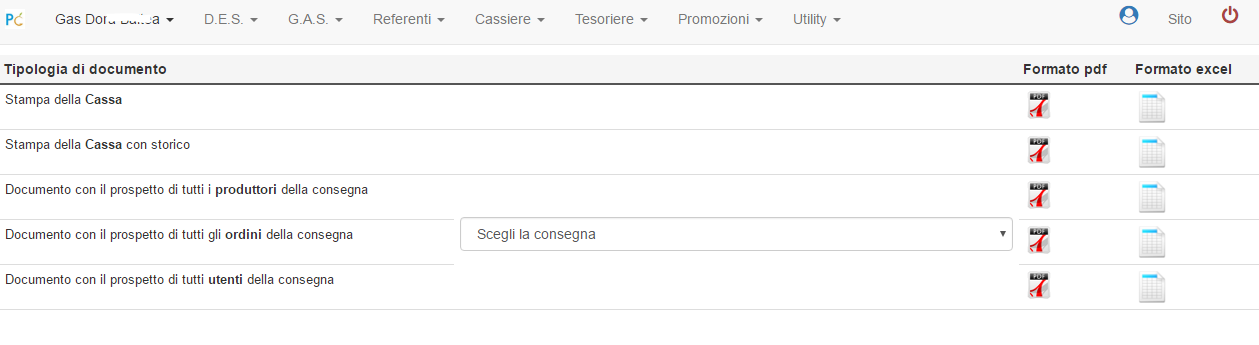 PC Gas Dora D.E.S. G.A.S. Referenti Cassiere Tesoriere Promozioni Utility Sito
Tipologia di documento Formato pdf Formato excel
Stampa della Cassa PDF
Stampa della Cassa con storico PDF
Documento con il prospetto di tutti i produttori della consegna PDF
Documento con il prospetto di tutti gli ordini della consegna Scegli la consegna PDF
Documento con il prospetto di tutti utenti della consegna PDF